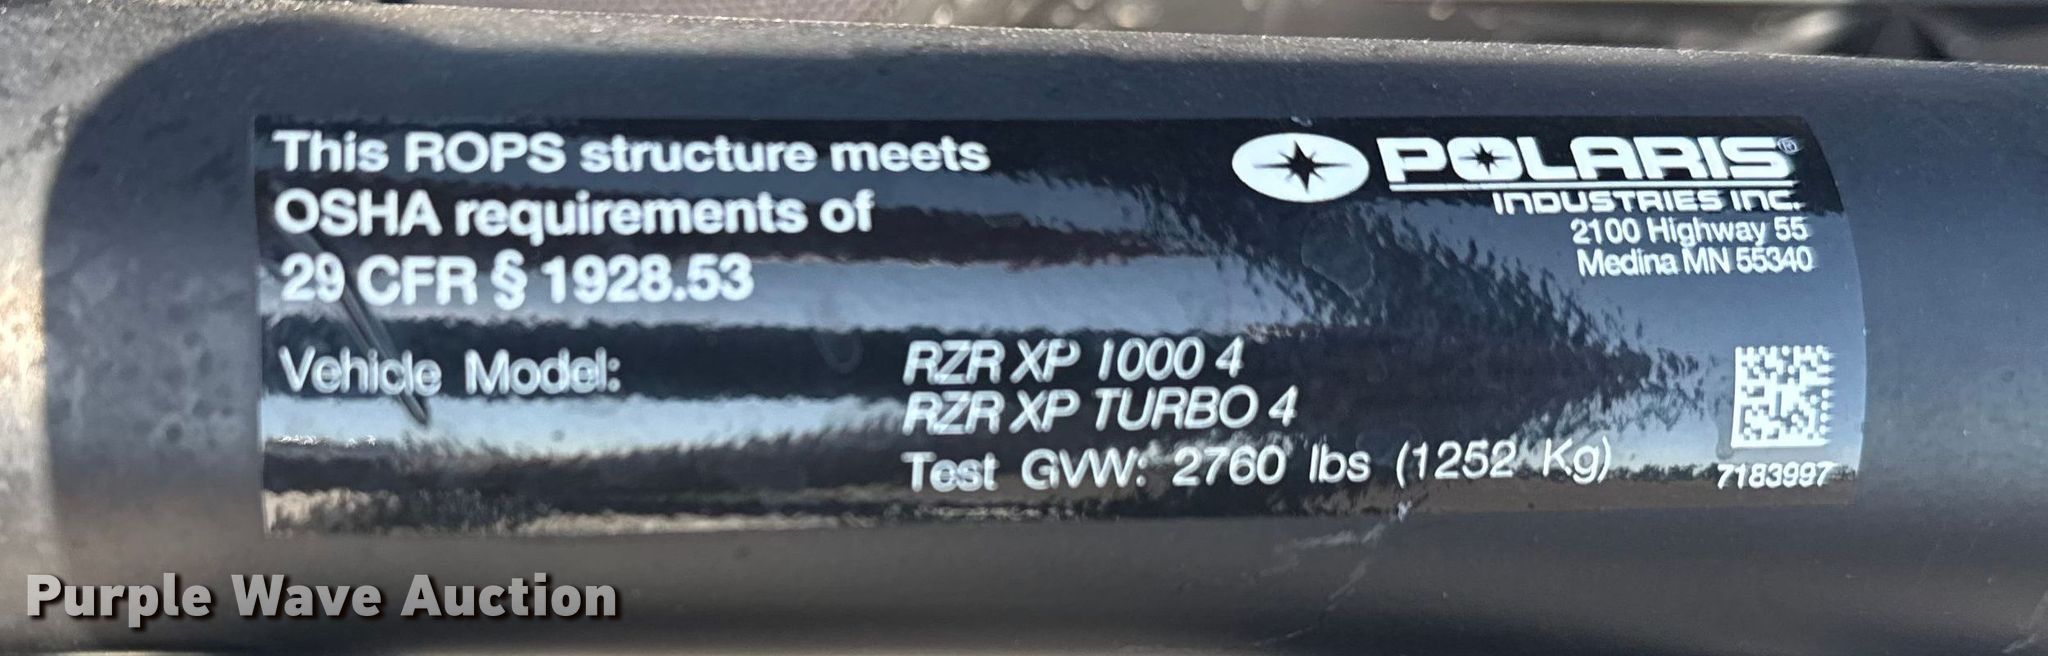 This ROPS structure meets
OSHA requirements of
29 CFR § 1928.53
POLARIS®
INDUSTRIES INC.
2100 Highway 55
Medina MN 55340
Vehicle Model:
RZR XP 1000 4
RZR XP TURBO 4
Test GVW: 2760 lbs (1252 Kg)
7183997
Purple Wave Auction